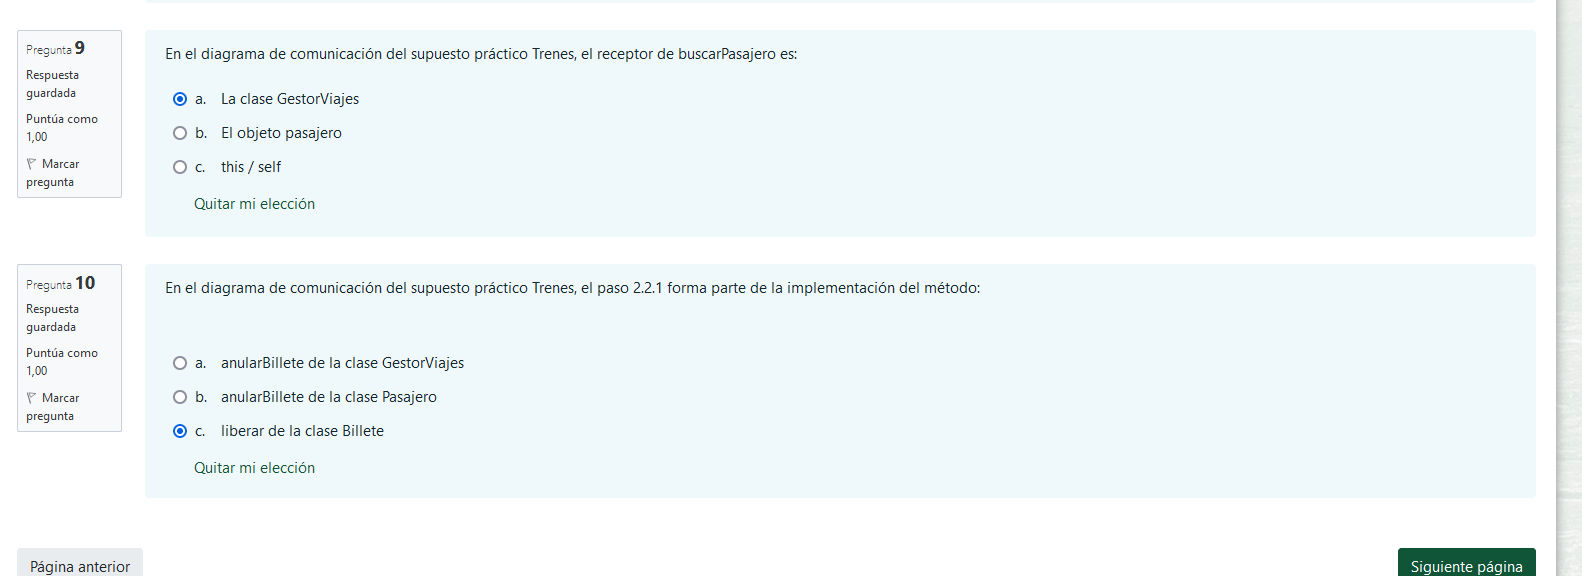 Pregunta 9
Respuesta
guardada
Puntúa como
1,00
Marcar
pregunta
En el diagrama de comunicación del supuesto práctico Trenes, el receptor de buscarPasajero es:
a. La clase GestorViajes
b. El objeto pasajero
c. this / self
Quitar mi elección
Pregunta 10
Respuesta
guardada
Puntúa como
1,00
Marcar
pregunta
En el diagrama de comunicación del supuesto práctico Trenes, el paso 2.2.1 forma parte de la implementación del método:
a. anularBillete de la clase GestorViajes
b. anularBillete de la clase Pasajero
c. liberar de la clase Billete
Quitar mi elección
Página anterior
Siguiente página